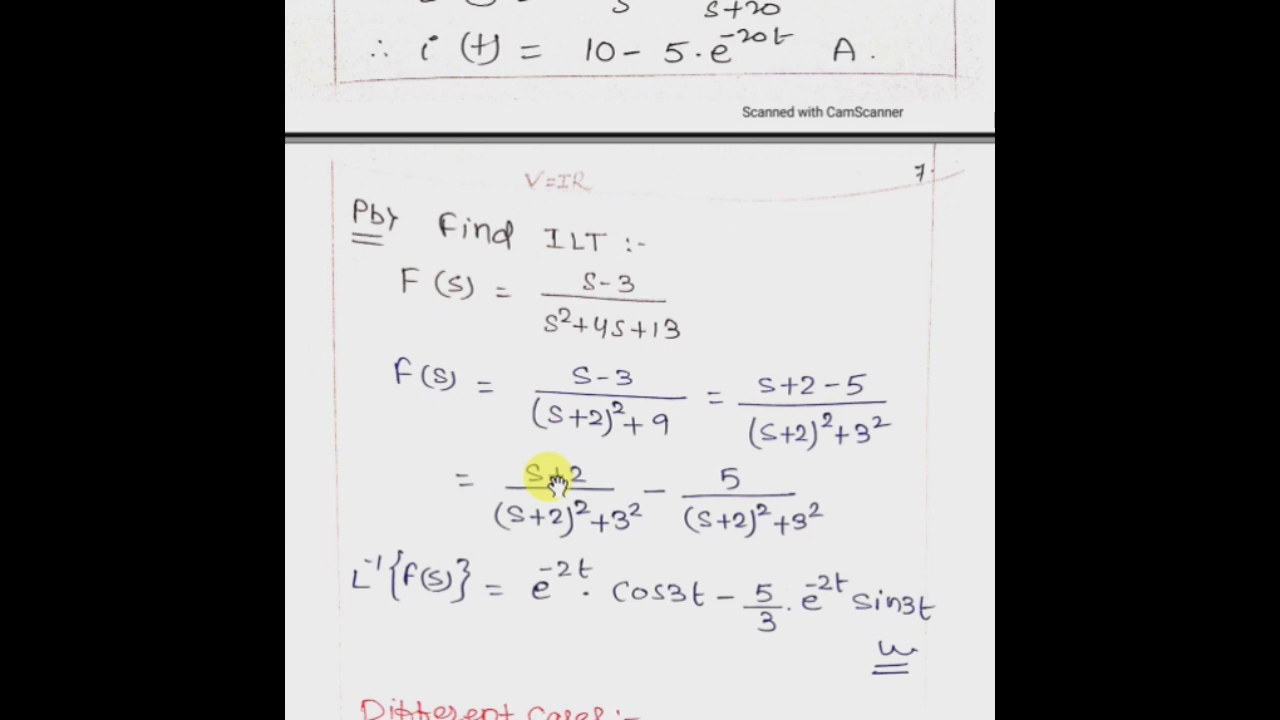 S S+20
∴ i (t) = 10 - 5 · e^-20t A.
Scanned with CamScanner
7.
V=IR
Pb> Find ILT :-
F (s) = (s-3) / (s²+4s+13)
F(s) = (s-3) / ((s+2)²+9) = (s+2-5) / ((s+2)²+3²)
= (s+2) / ((s+2)²+3²) - 5 / ((s+2)²+3²)
L⁻¹{F(s)} = e^-2t · cos3t - 5/3 · e^-2t sin3t
Different cases :-